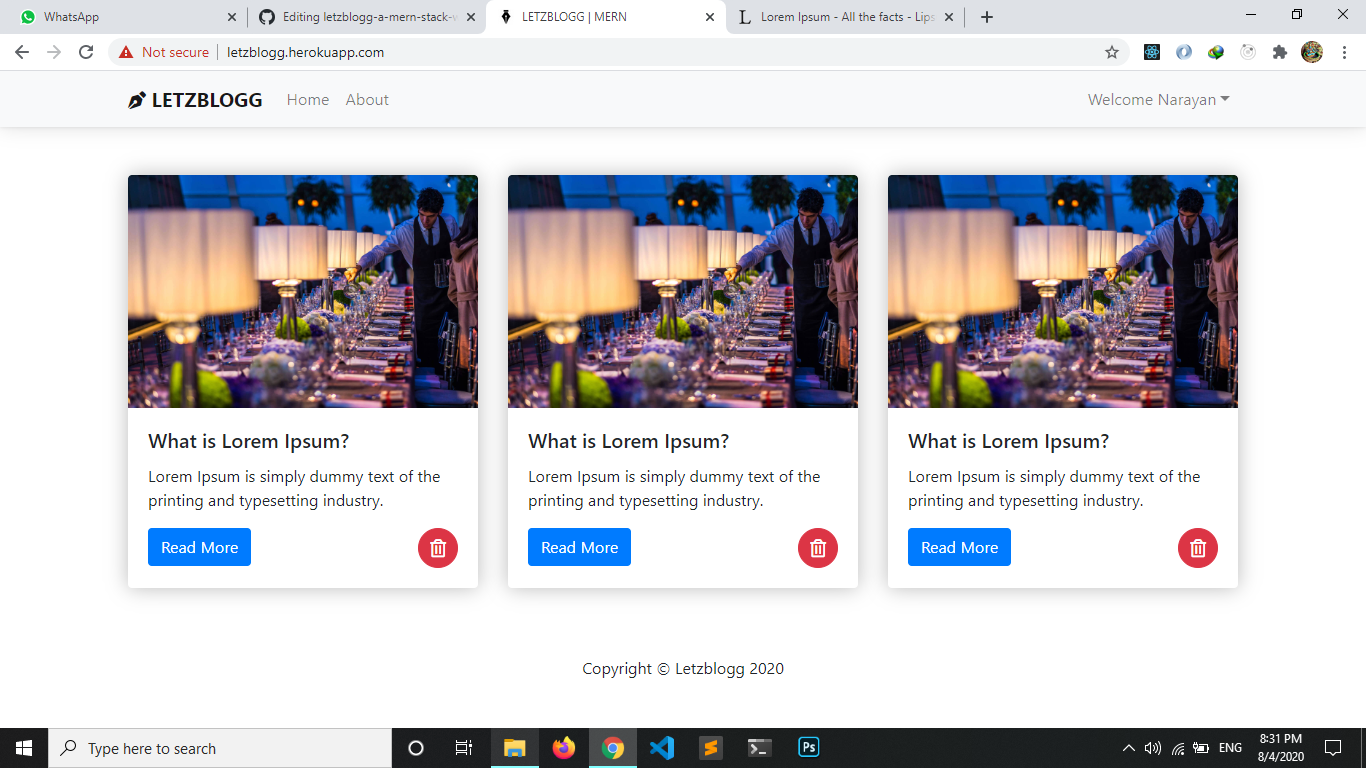 WhatsApp
Editing letzblogg-a-mern-stack-w
LETZBLOGG | MERN
Lorem Ipsum - All the facts - Lips
Not secure
letzblogg.herokuapp.com
LETZBLOGG
Home
About
Welcome Narayan
What is Lorem Ipsum?
Lorem Ipsum is simply dummy text of the
printing and typesetting industry.
Read More
What is Lorem Ipsum?
Lorem Ipsum is simply dummy text of the
printing and typesetting industry.
Read More
What is Lorem Ipsum?
Lorem Ipsum is simply dummy text of the
printing and typesetting industry.
Read More
Copyright © Letzblogg 2020
Type here to search
Ps
ENG
8:31 PM
8/4/2020